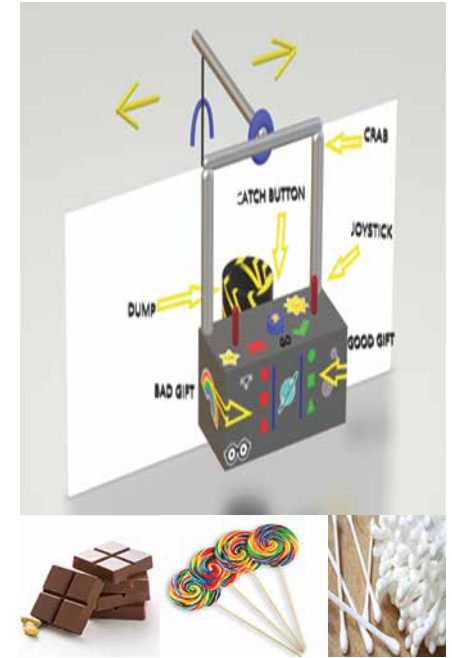 CRAB
CATCH BUTTON
JOYSTICK
DUMP
GO
GOOD GIFT
BAD GIFT